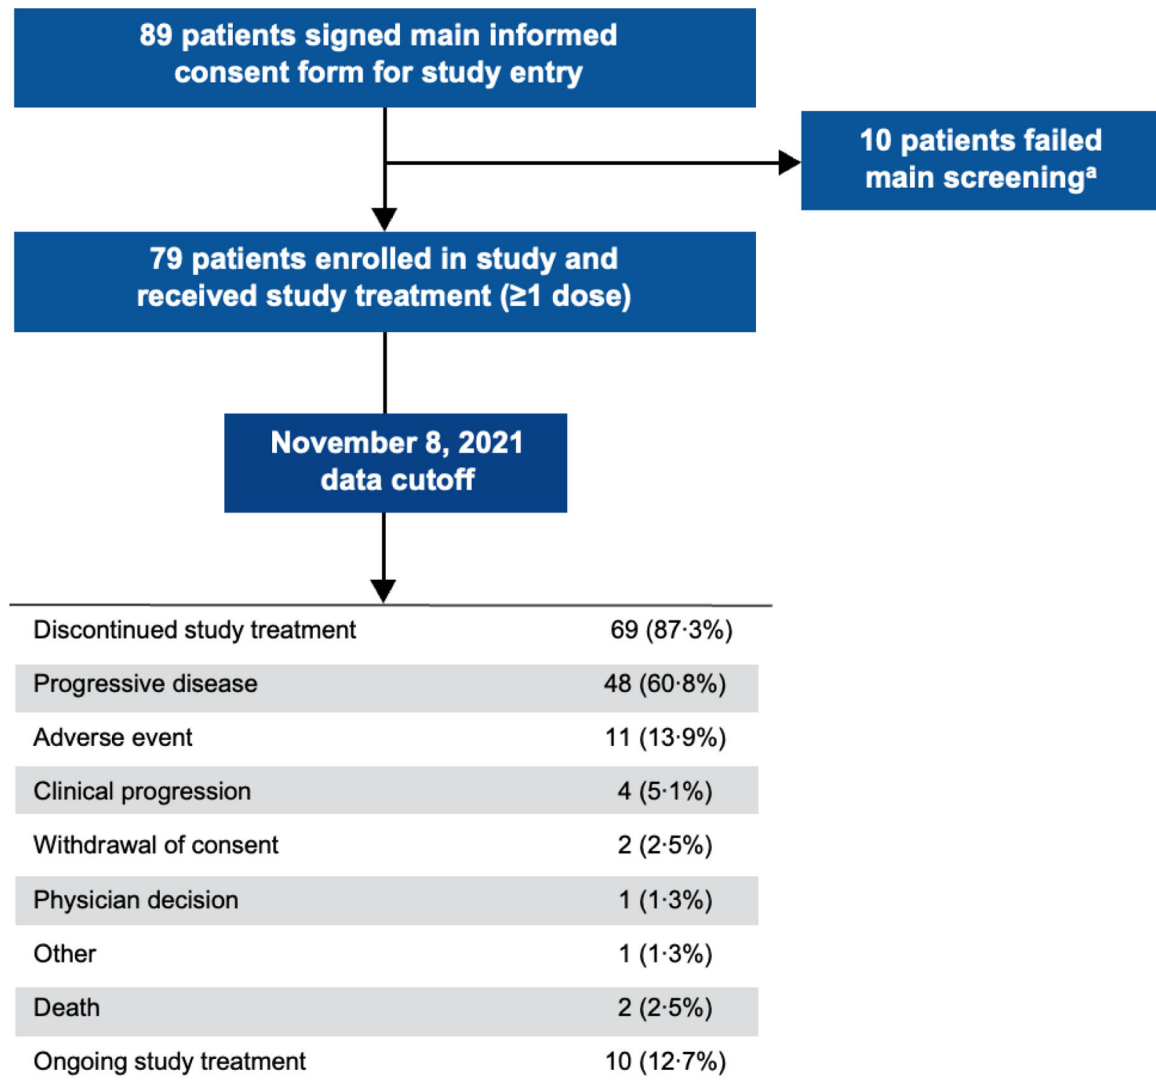 89 patients signed main informed
consent form for study entry
10 patients failed
main screeningᵃ
79 patients enrolled in study and
received study treatment (≥1 dose)
November 8, 2021
data cutoff
Discontinued study treatment 69 (87·3%)
Progressive disease 48 (60·8%)
Adverse event 11 (13·9%)
Clinical progression 4 (5·1%)
Withdrawal of consent 2 (2·5%)
Physician decision 1 (1·3%)
Other 1 (1·3%)
Death 2 (2·5%)
Ongoing study treatment 10 (12·7%)